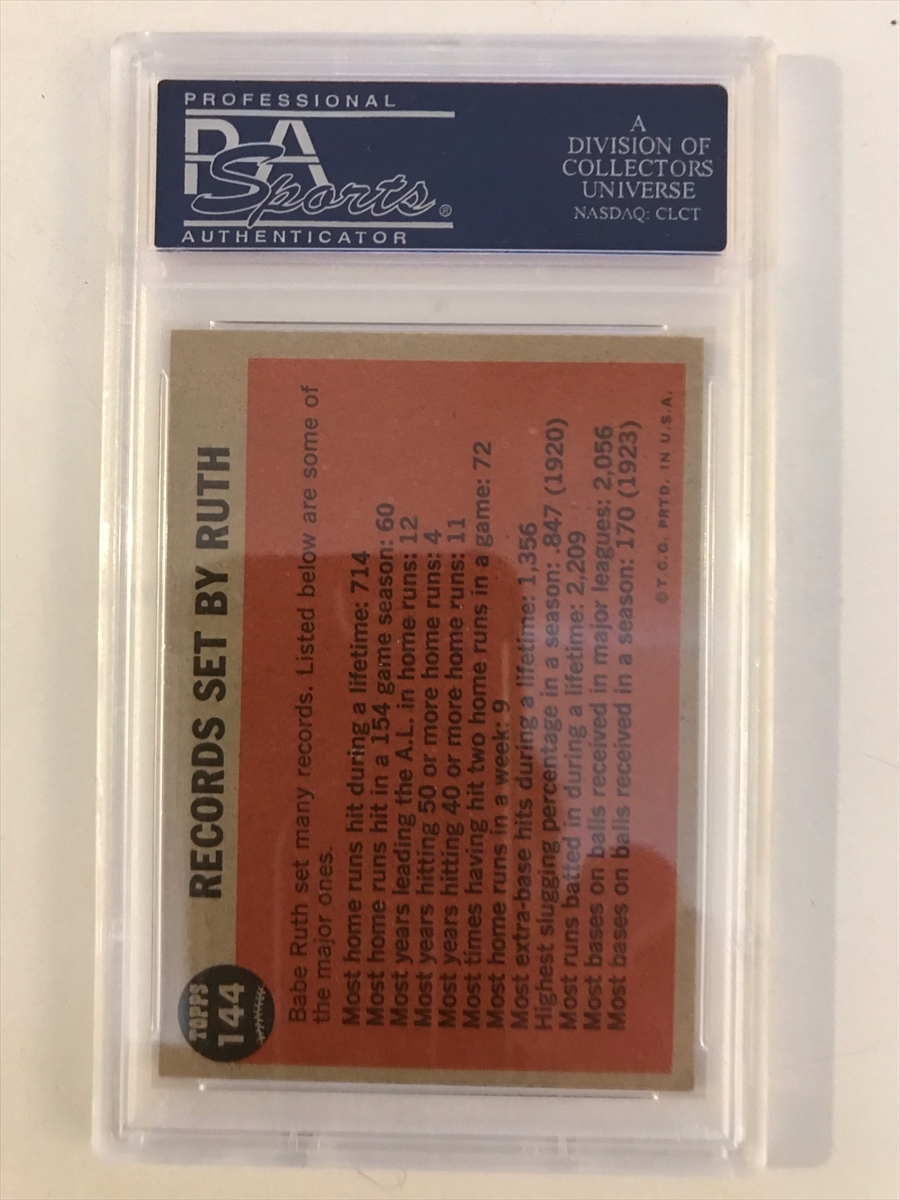 PROFESSIONAL
PSA
Sports®
AUTHENTICATOR
A
DIVISION OF
COLLECTORS
UNIVERSE
NASDAQ: CLCT
TOPPS
144
RECORDS SET BY RUTH
Babe Ruth set many records. Listed below are some of
the major ones.
Most home runs hit during a lifetime: 714
Most home runs hit in a 154 game season: 60
Most years leading the A.L. in home runs: 12
Most years hitting 50 or more home runs: 4
Most years hitting 40 or more home runs: 11
Most times having hit two home runs in a game: 72
Most home runs in a week: 9
Most extra-base hits during a lifetime: 1,356
Highest slugging percentage in a season: .847 (1920)
Most runs batted in during a lifetime: 2,209
Most bases on balls received in major leagues: 2,056
Most bases on balls received in a season: 170 (1923)
© T.C.G. PRTD. IN U.S.A.